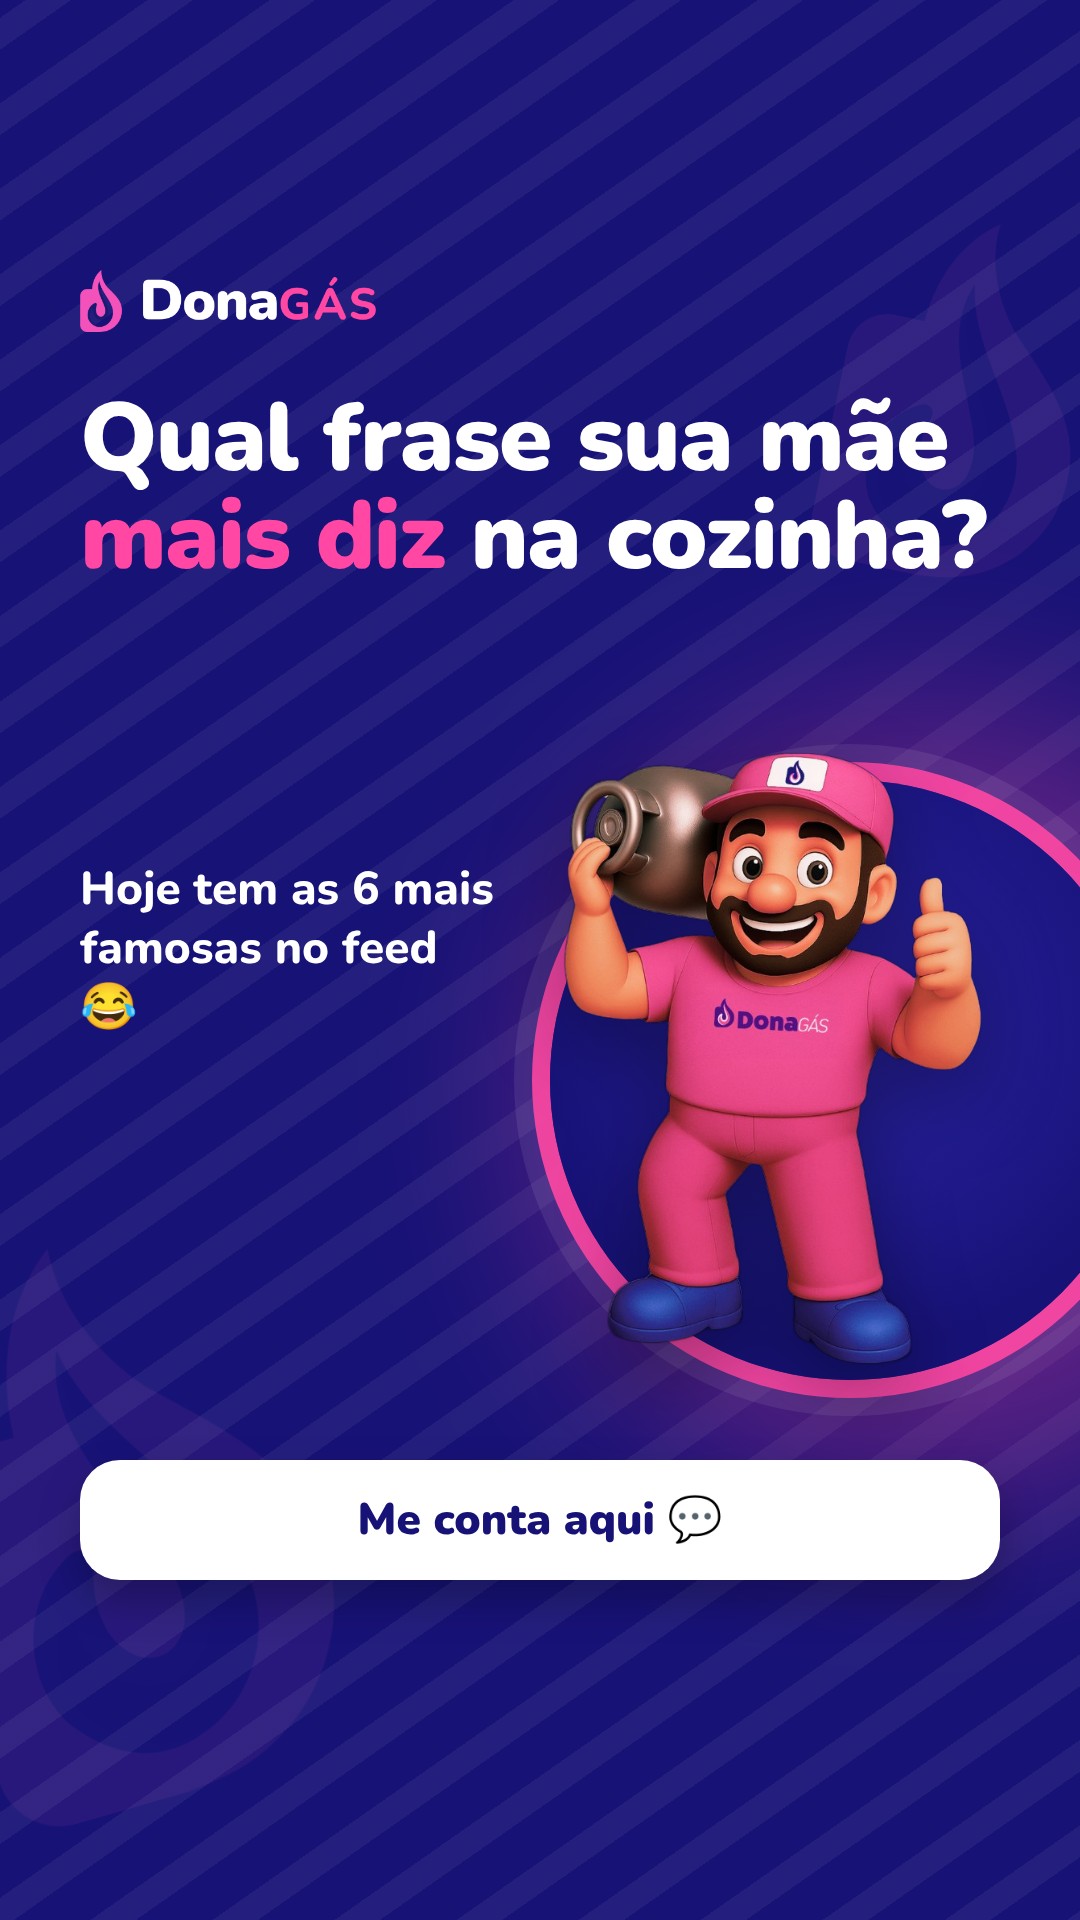 DonaGÁS
Qual frase sua mãe
mais diz na cozinha?
Hoje tem as 6 mais
famosas no feed
😂
DonaGÁS
Me conta aqui 💬